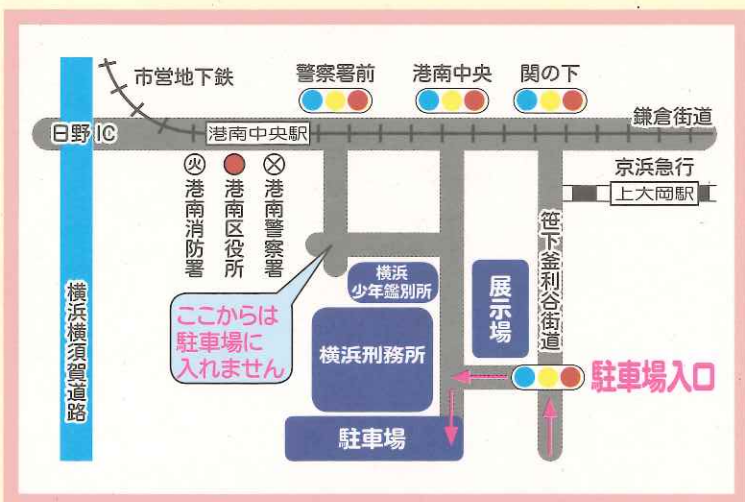 市営地下鉄
警察署前
港南中央
関の下
鎌倉街道
日野IC
港南中央駅
京浜急行
上大岡駅
火
港南消防署
港南区役所
港南警察署
笹下釜利谷街道
横浜
少年鑑別所
展示場
ここからは
駐車場に
入れません
横浜刑務所
横浜横須賀道路
駐車場入口
駐車場